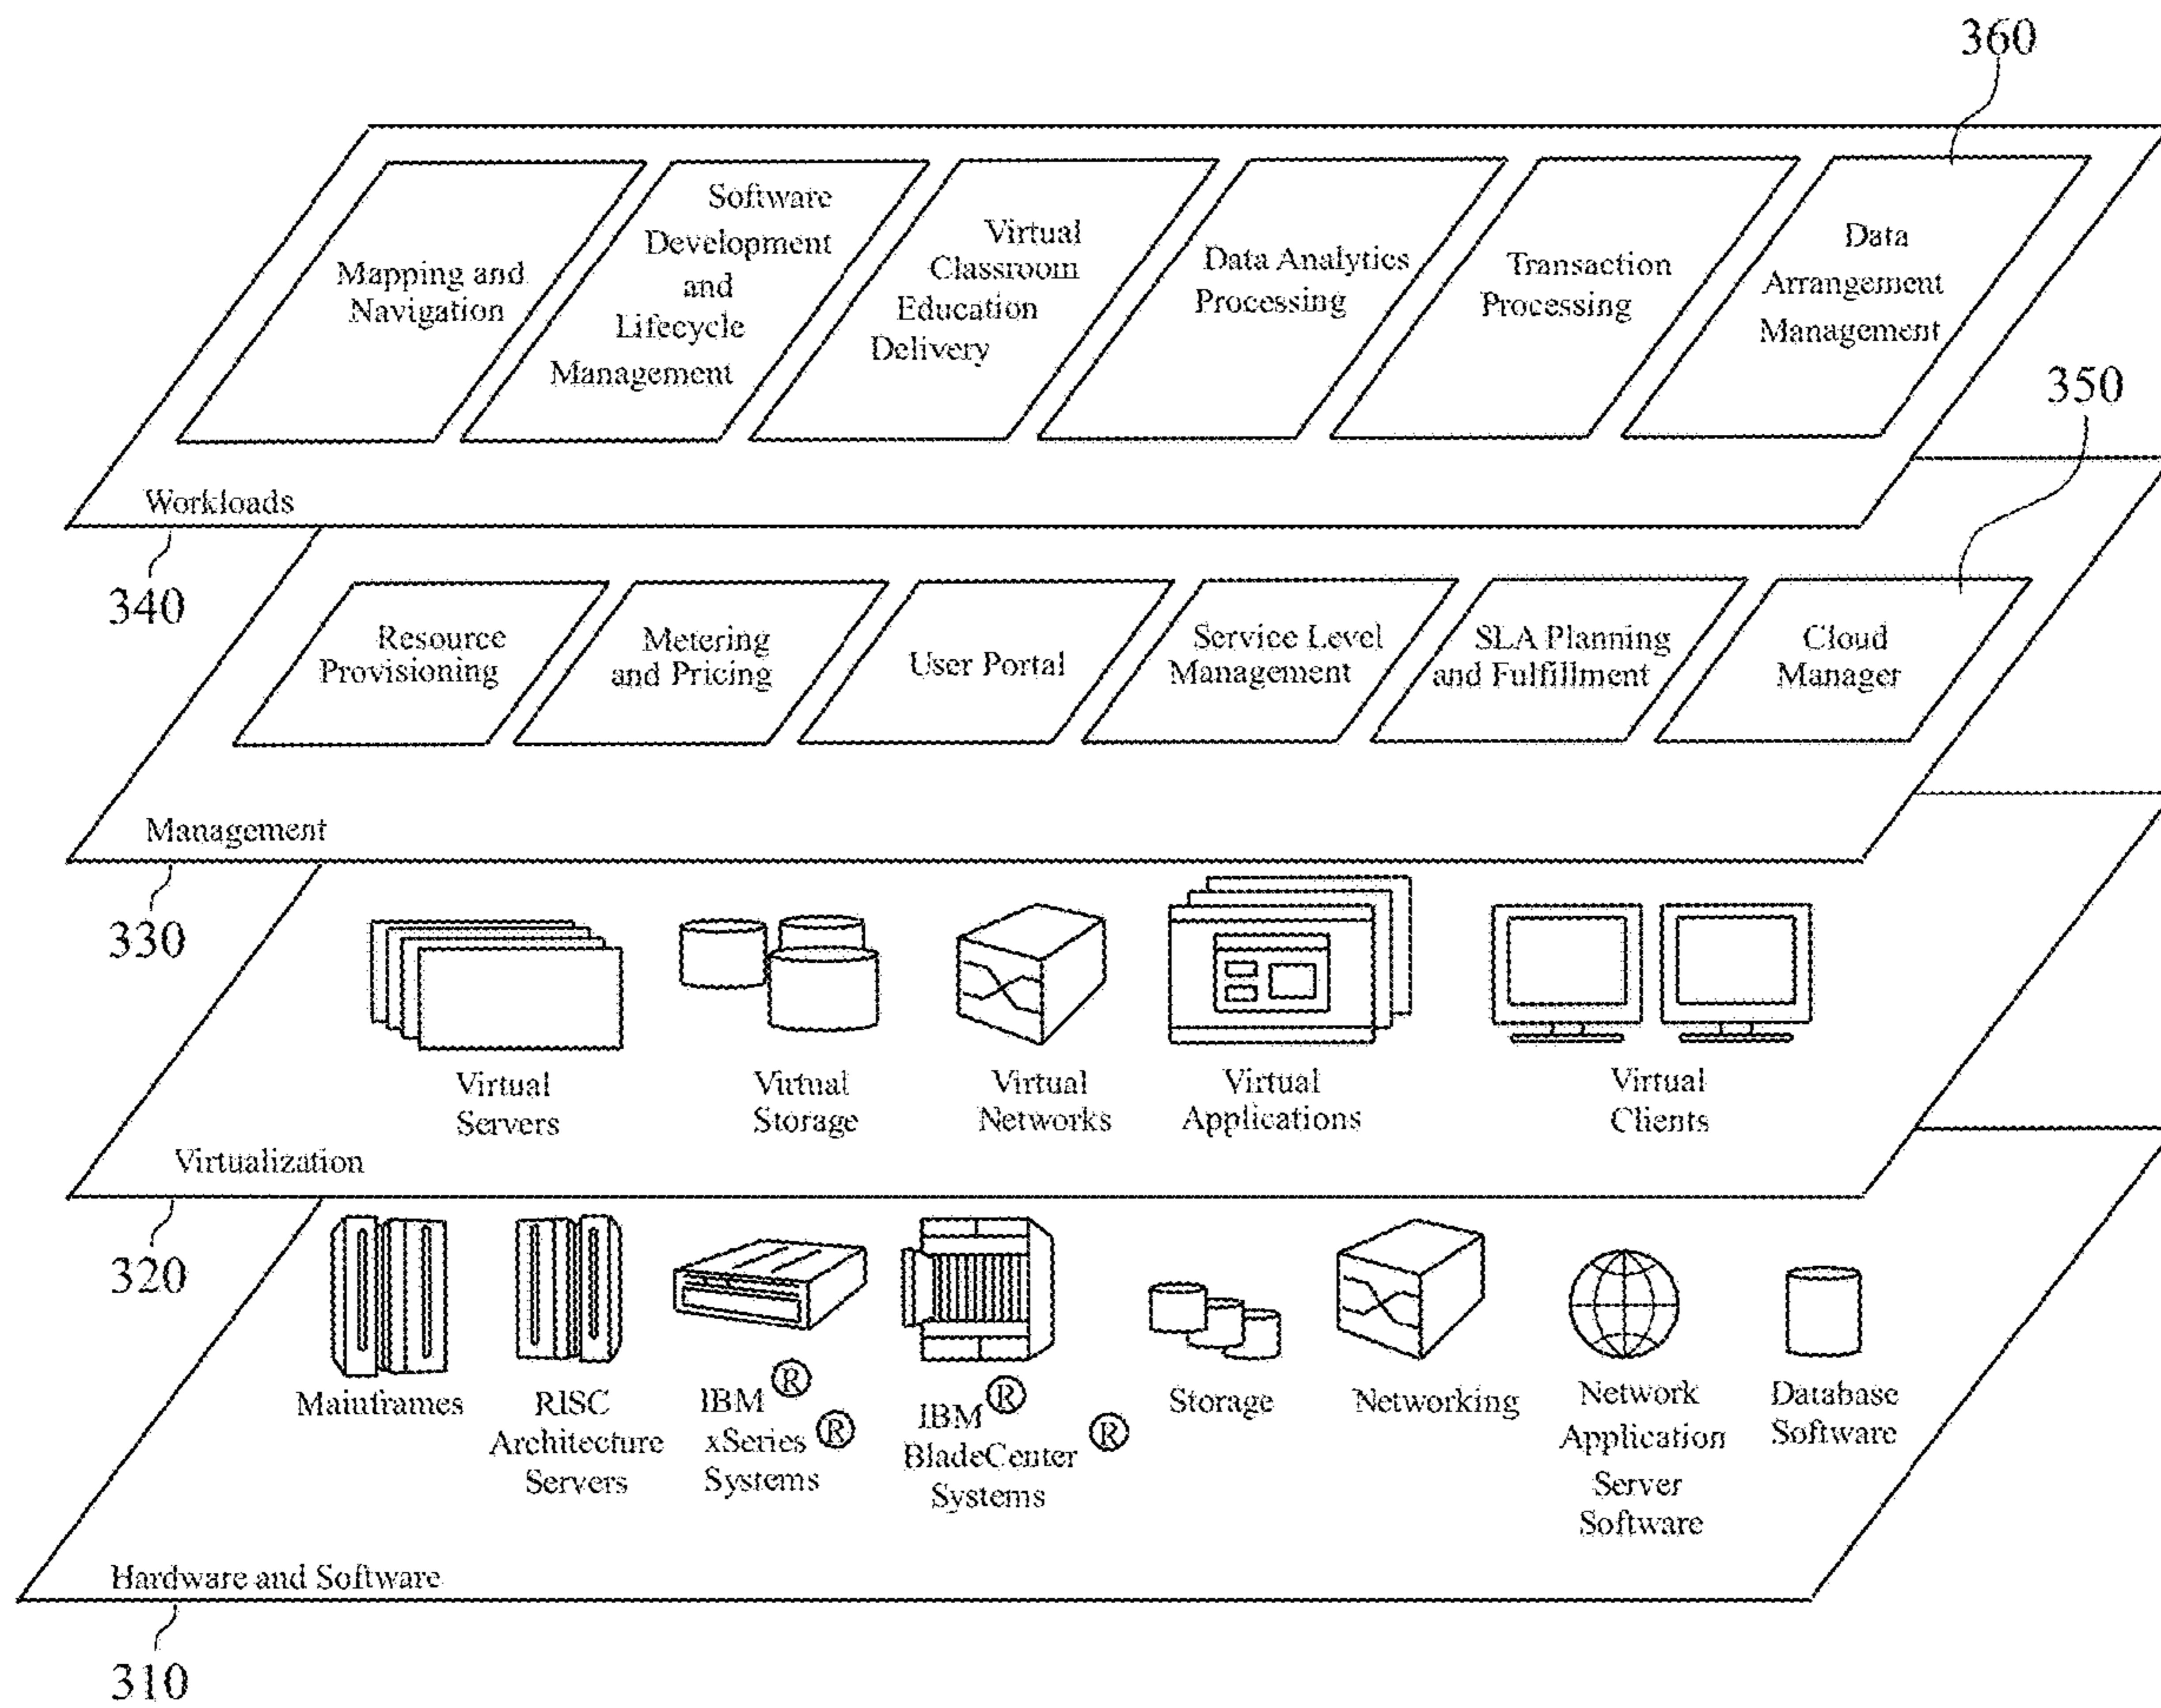 360
Mapping and
Navigation
Software
Development
and
Lifecycle
Management
Virtual
Classroom
Education
Delivery
Data Analytics
Processing
Transaction
Processing
Data
Arrangement
Management
350
Workloads
340
Resource
Provisioning
Metering
and Pricing
User Portal
Service Level
Management
SLA Planning
and Fulfillment
Cloud
Manager
Management
330
Virtual
Servers
Virtual
Storage
Virtual
Networks
Virtual
Applications
Virtual
Clients
Virtualization
320
Mainframes
RISC
Architecture
Servers
IBM ®
xSeries ®
Systems
IBM ®
BladeCenter ®
Systems
Storage
Networking
Network
Application
Server
Software
Database
Software
Hardware and Software
310